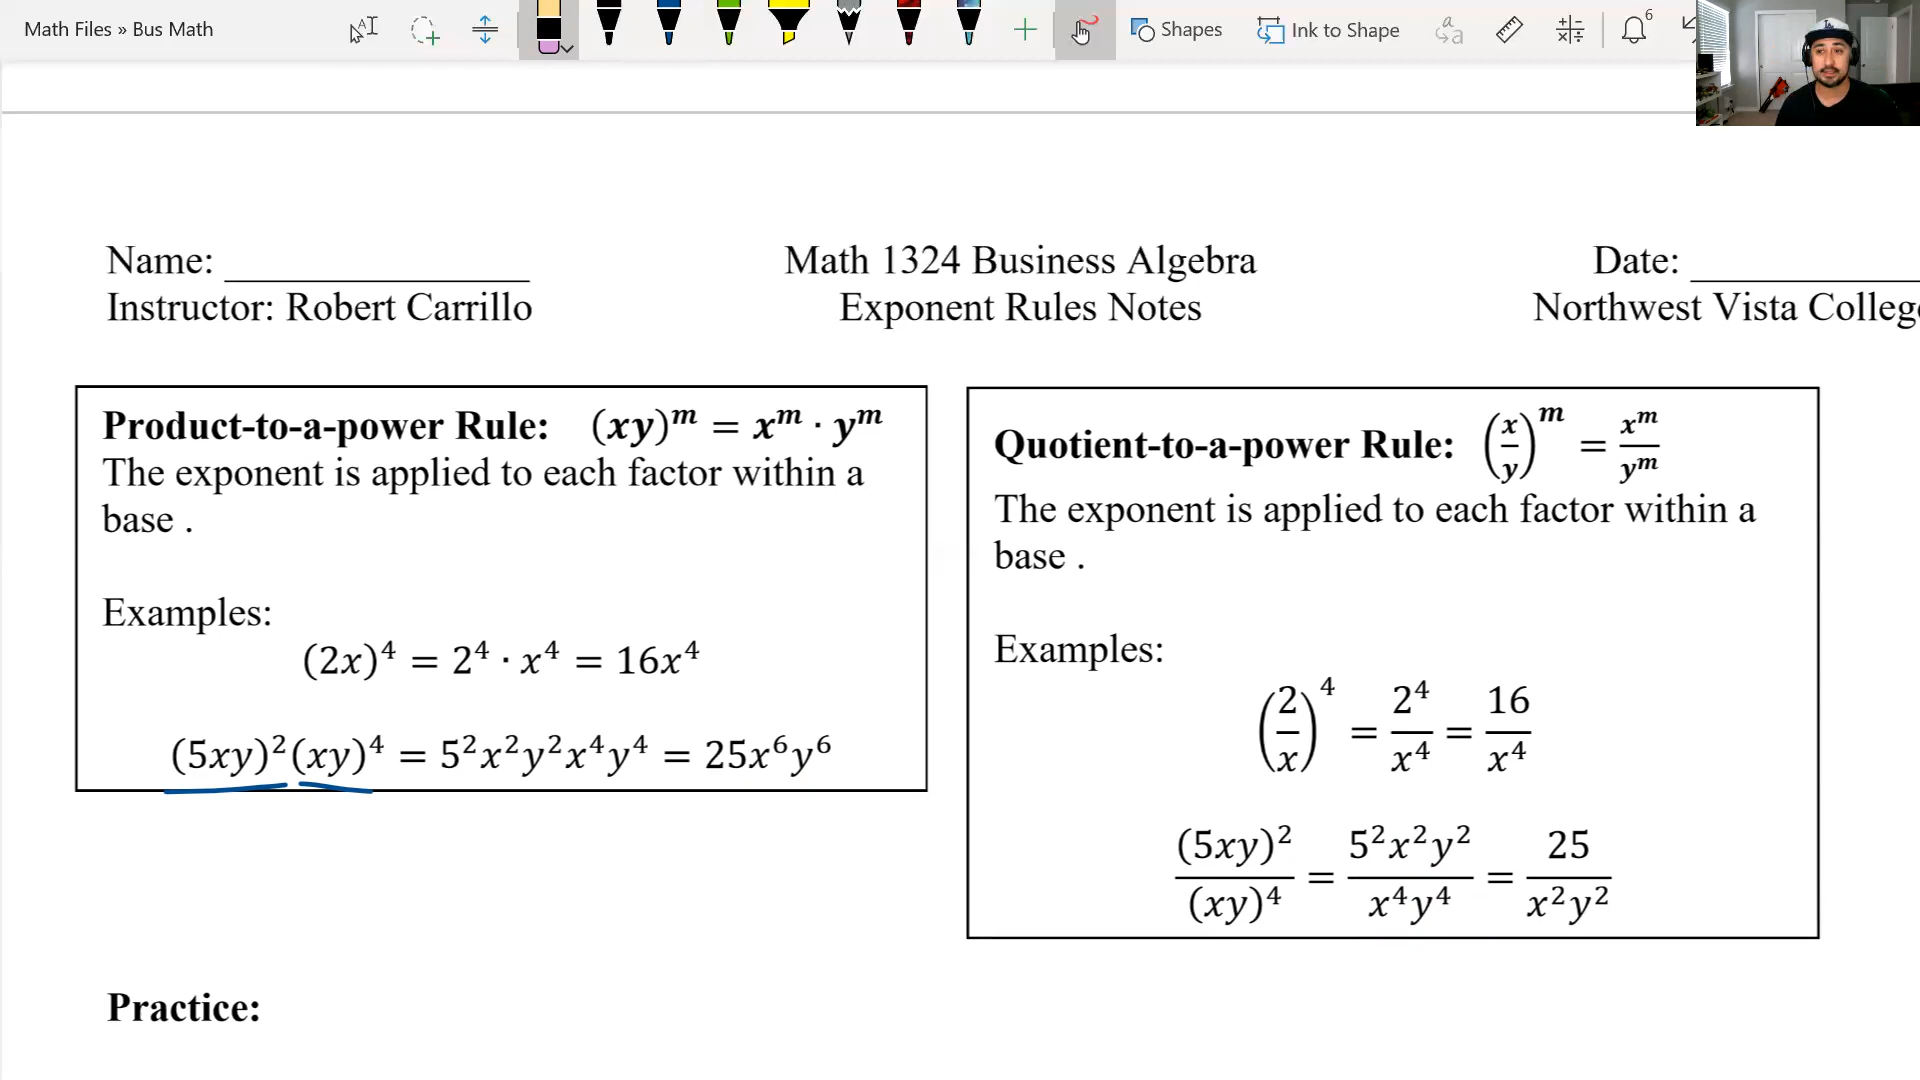 Math Files » Bus Math
Shapes
Ink to Shape
6
Name: _______________ Math 1324 Business Algebra Date: ___________
Instructor: Robert Carrillo Exponent Rules Notes Northwest Vista Colleg
Product-to-a-power Rule: (xy)^m = x^m · y^m
The exponent is applied to each factor within a
base .
Examples:
(2x)^4 = 2^4 · x^4 = 16x^4
(5xy)^2(xy)^4 = 5^2x^2y^2x^4y^4 = 25x^6y^6
Quotient-to-a-power Rule: (x/y)^m = x^m/y^m
The exponent is applied to each factor within a
base .
Examples:
(2/x)^4 = 2^4/x^4 = 16/x^4
(5xy)^2/(xy)^4 = 5^2x^2y^2/x^4y^4 = 25/x^2y^2
Practice: